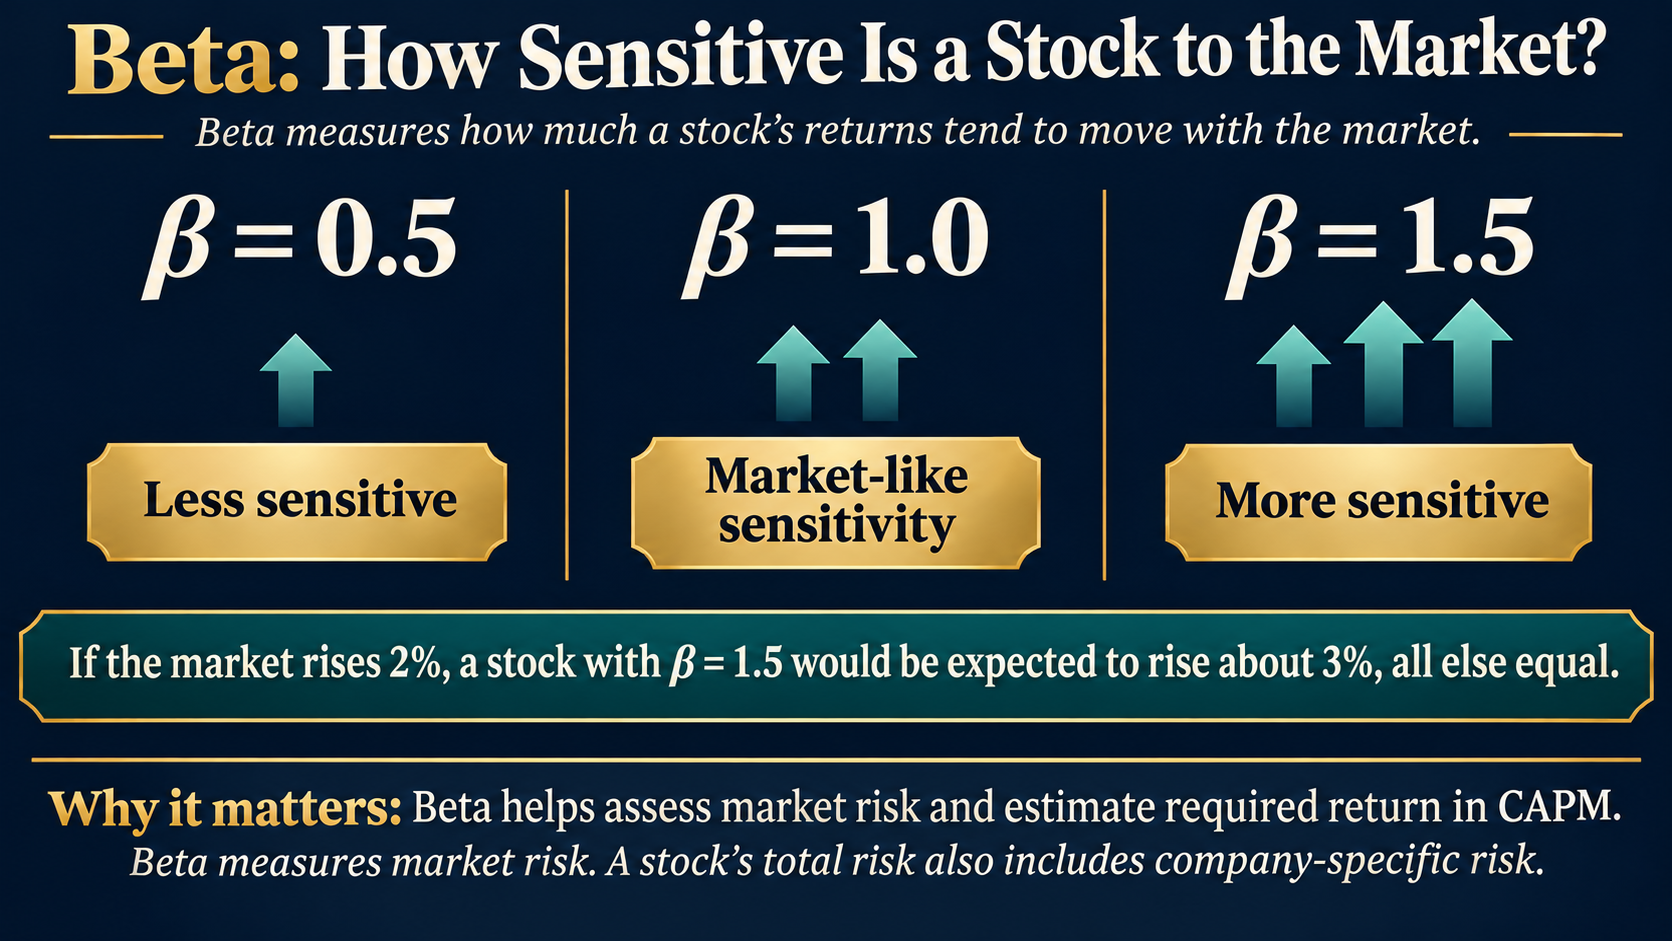 Beta: How Sensitive Is a Stock to the Market?
Beta measures how much a stock’s returns tend to move with the market.
β = 0.5
Less sensitive
β = 1.0
Market-like
sensitivity
β = 1.5
More sensitive
If the market rises 2%, a stock with β = 1.5 would be expected to rise about 3%, all else equal.
Why it matters: Beta helps assess market risk and estimate required return in CAPM.
Beta measures market risk. A stock’s total risk also includes company-specific risk.